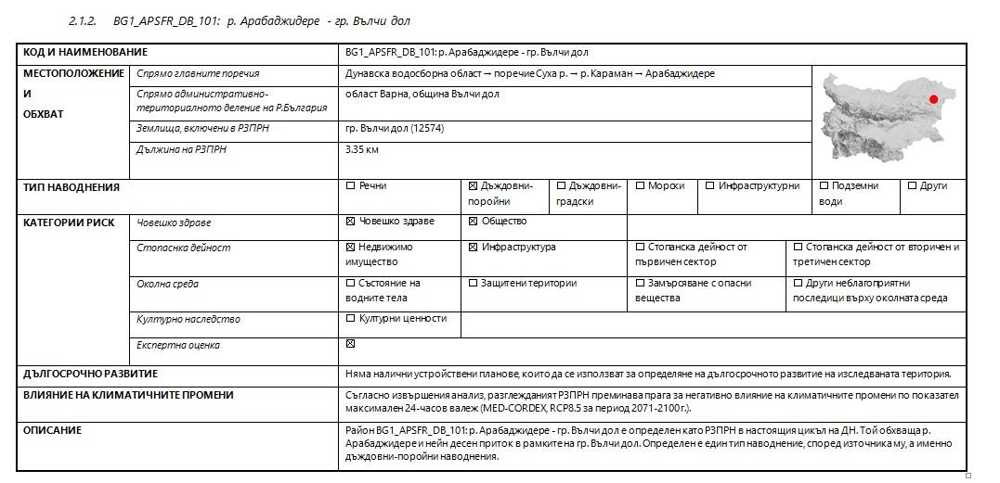 2.1.2. BG1_APSFR_DB_101: р. Арабаджидере - гр. Вълчи дол
КОД И НАИМЕНОВАНИЕ
BG1_APSFR_DB_101: р. Арабаджидере - гр. Вълчи дол
МЕСТОПОЛОЖЕНИЕ
И
ОБХВАТ
Спрямо главните поречия
Дунавска водосборна област → поречие Суха р. → р. Караман → Арабаджидере
Спрямо административно-
териториалното деление на Р.България
област Варна, община Вълчи дол
Землища, включени в РЗПРН
гр. Вълчи дол (12574)
Дължина на РЗПРН
3.35 км
ТИП НАВОДНЕНИЯ
☐ Речни
☒ Дъждовни-
поройни
☐ Дъждовни-
градски
☐ Морски
☐ Инфраструктурни
☐ Подземни
води
☐ Други
КАТЕГОРИИ РИСК
Човешко здраве
☒ Човешко здраве
☒ Общество
Стопаснка дейност
☒ Недвижимо
имущество
☒ Инфраструктура
☐ Стопанска дейност от
първичен сектор
☐ Стопанска дейност от вторичен и
третичен сектор
Околна среда
☐ Състояние на
водните тела
☐ Защитени територии
☐ Замърсяване с опасни
вещества
☐ Други неблагоприятни
последици върху околната среда
Културно наследство
☐ Културни ценности
Експертна оценка
☒
ДЪЛГОСРОЧНО РАЗВИТИЕ
Няма налични устройствени планове, които да се използват за определяне на дългосрочното развитие на изследваната територия.
ВЛИЯНИЕ НА КЛИМАТИЧНИТЕ ПРОМЕНИ
Съгласно извършения анализ, разглежданият РЗПРН преминава прага за негативно влияние на климатичните промени по показател
максимален 24-часов валеж (MED-CORDEX, RCP8.5 за период 2071-2100 г.).
ОПИСАНИЕ
Район BG1_APSFR_DB_101: р. Арабаджидере - гр. Вълчи дол е определен като РЗПРН в настоящия цикъл на ДН. Той обхваща р.
Арабаджидере и нейн десен приток в рамките на гр. Вълчи дол. Определен е един тип наводнение, според източника му, а именно
дъждовни-поройни наводнения.